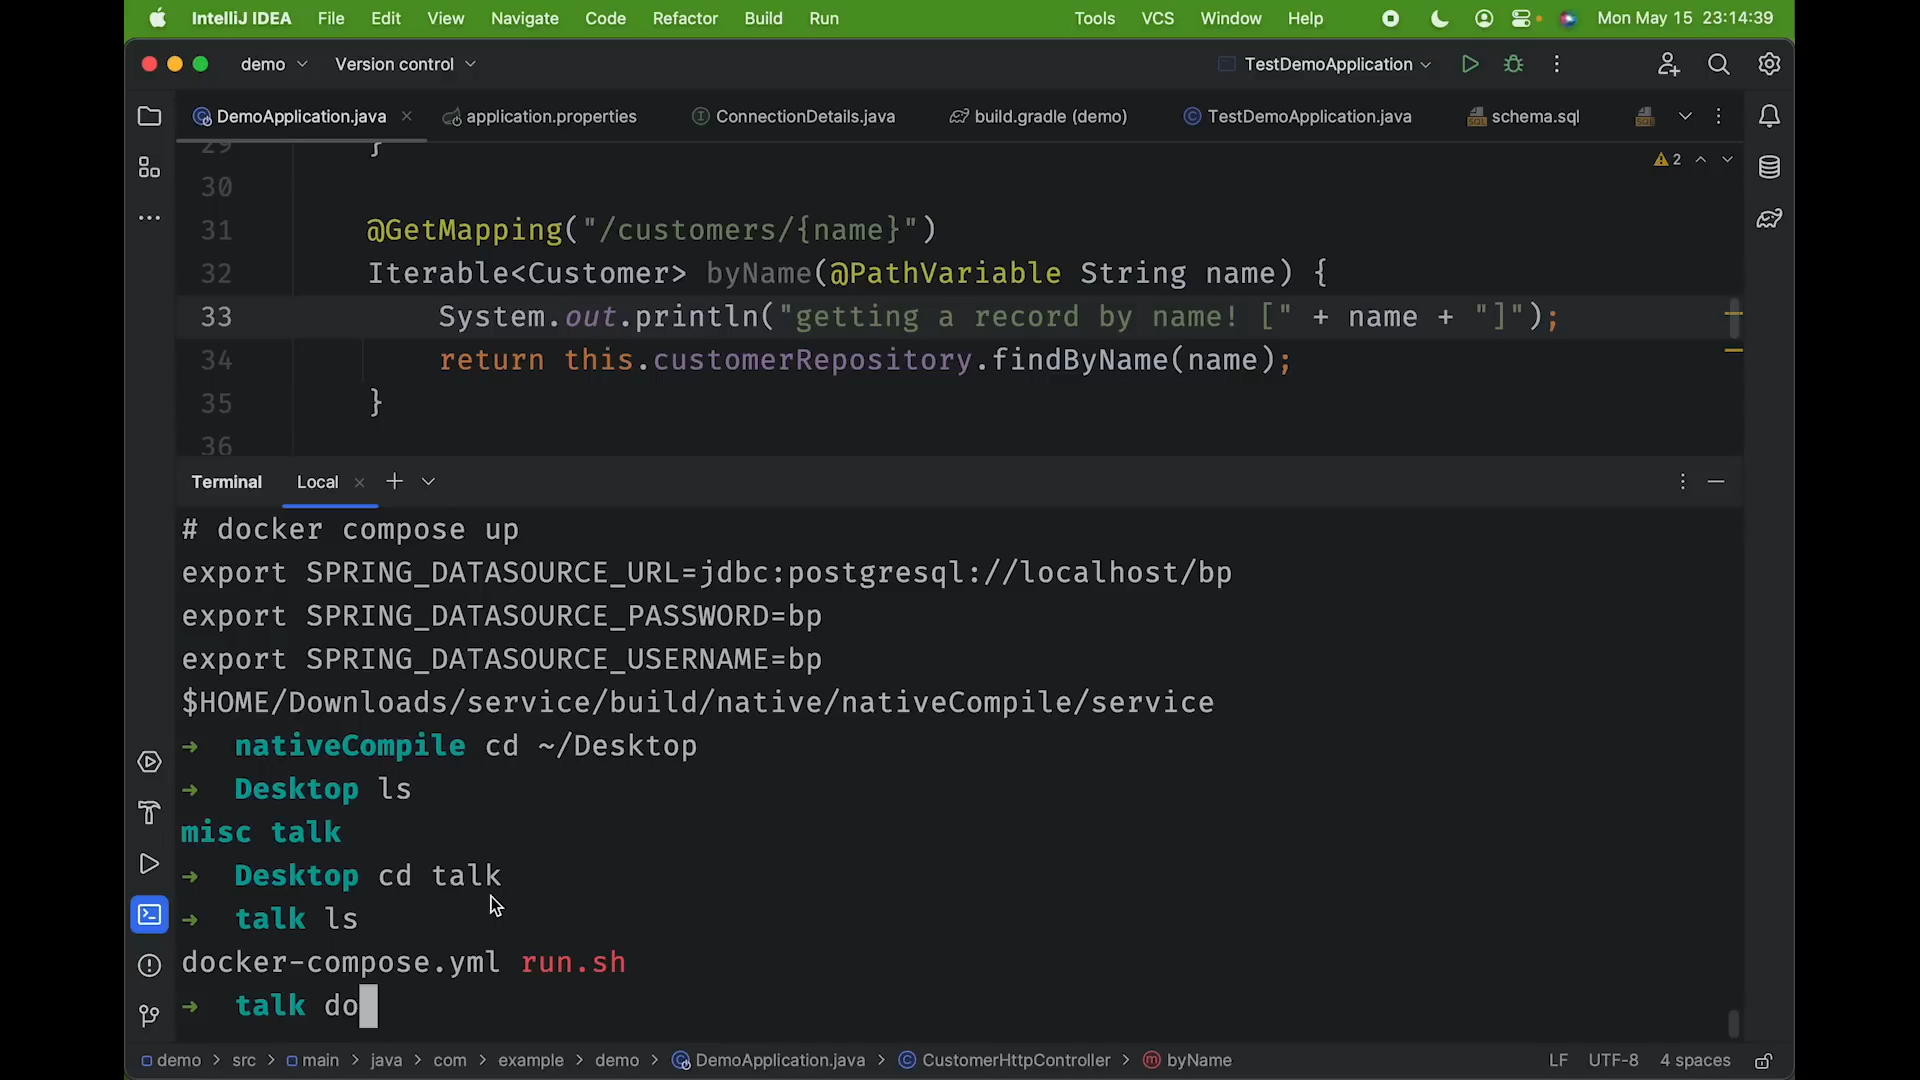 IntelliJ IDEA File Edit View Navigate Code Refactor Build Run Tools VCS Window Help Mon May 15 23:14:39
demo Version control TestDemoApplication
DemoApplication.java application.properties ConnectionDetails.java build.gradle (demo) TestDemoApplication.java schema.sql
29 }
2
30
31 @GetMapping("/customers/{name}")
32 Iterable<Customer> byName(@PathVariable String name) {
33 System.out.println("getting a record by name! [" + name + "]");
34 return this.customerRepository.findByName(name);
35 }
36
Terminal Local
# docker compose up
export SPRING_DATASOURCE_URL=jdbc:postgresql://localhost/bp
export SPRING_DATASOURCE_PASSWORD=bp
export SPRING_DATASOURCE_USERNAME=bp
$HOME/Downloads/service/build/native/nativeCompile/service
→ nativeCompile cd ~/Desktop
→ Desktop ls
misc talk
→ Desktop cd talk
→ talk ls
docker-compose.yml run.sh
→ talk do
demo > src > main > java > com > example > demo > DemoApplication.java > CustomerHttpController > byName LF UTF-8 4 spaces